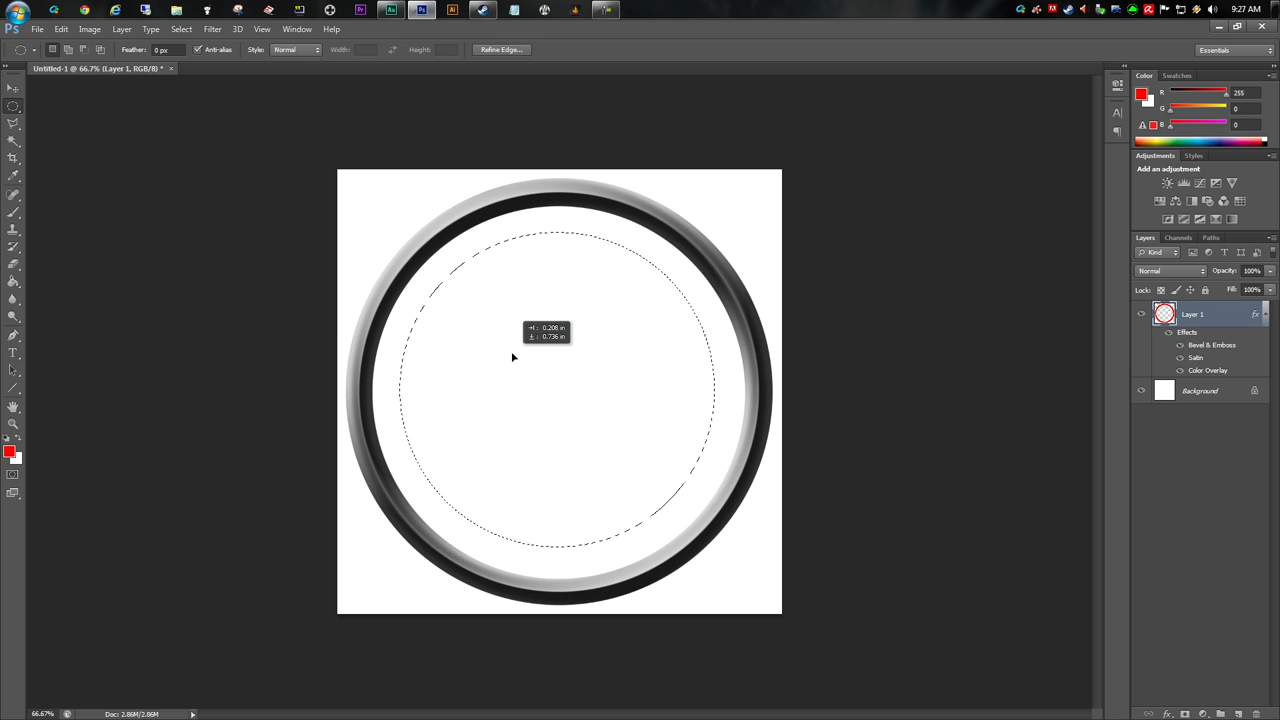 9:27 AM
Ps File Edit Image Layer Type Select Filter 3D View Window Help
Feather: 0 px Anti-alias Style: Normal Width: Height: Refine Edge... Essentials
Untitled-1 @ 66.7% (Layer 1, RGB/8) * ×
Color Swatches
R 255
G 0
B 0
Adjustments Styles
Add an adjustment
Layers Channels Paths
Kind
Normal Opacity: 100%
Lock: Fill: 100%
Layer 1 fx
Effects
Bevel & Emboss
Satin
Color Overlay
Background
: 0.208 in
: 0.736 in
66.67% Doc: 2.86M/2.86M